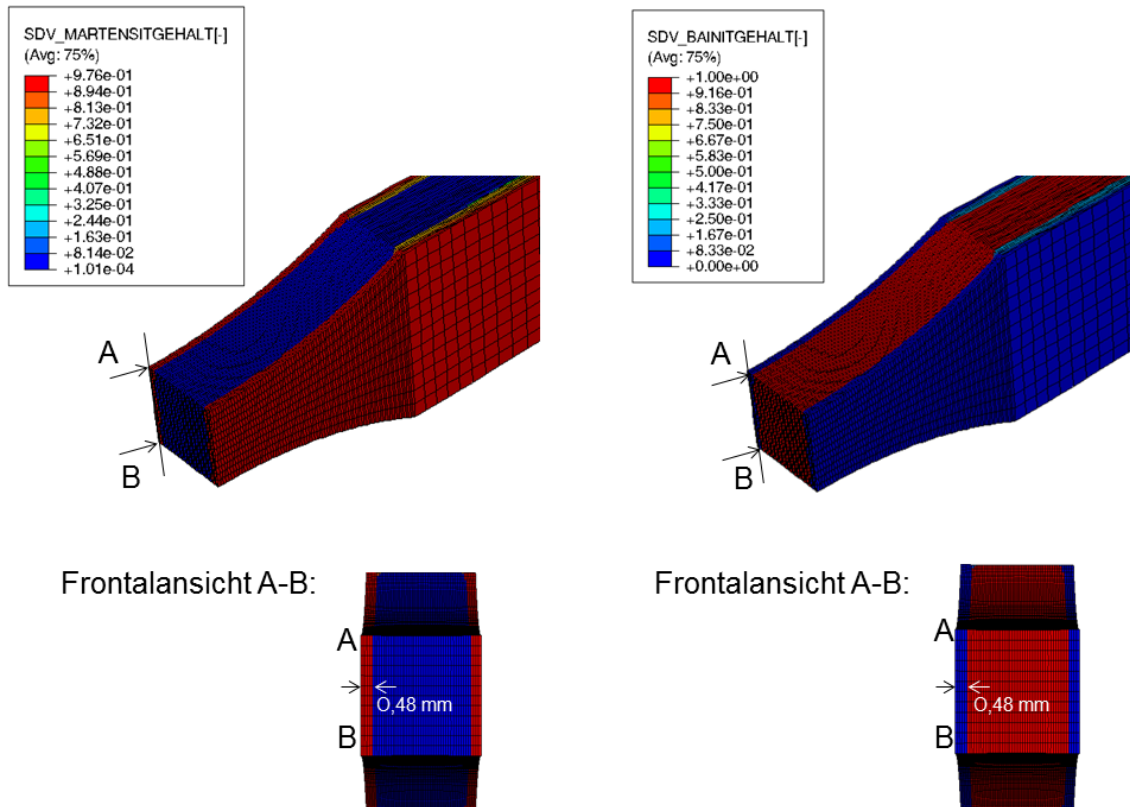 SDV_MARTENSITGEHALT[-]
(Avg: 75%)
+9.76e-01
+8.94e-01
+8.13e-01
+7.32e-01
+6.51e-01
+5.69e-01
+4.88e-01
+4.07e-01
+3.25e-01
+2.44e-01
+1.63e-01
+8.14e-02
+1.01e-04
SDV_BAINITGEHALT[-]
(Avg: 75%)
+1.00e+00
+9.16e-01
+8.33e-01
+7.50e-01
+6.67e-01
+5.83e-01
+5.00e-01
+4.17e-01
+3.33e-01
+2.50e-01
+1.67e-01
+8.33e-02
+0.00e+00
A
B
A
B
Frontalansicht A-B:
A
0,48 mm
B
Frontalansicht A-B:
A
0,48 mm
B